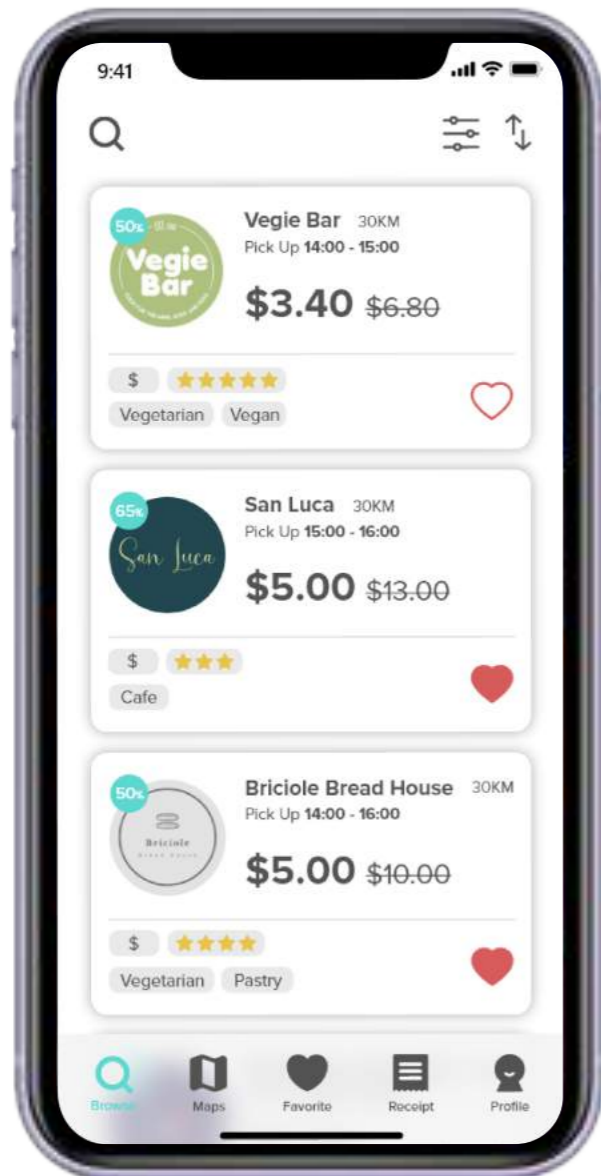 9:41
50%
Vegie
Bar
Vegie Bar 30KM
Pick Up 14:00 - 15:00
$3.40 $6.80
$
Vegetarian Vegan
65%
San Luca
San Luca 30KM
Pick Up 15:00 - 16:00
$5.00 $13.00
$
Cafe
50%
Briciole
BREAD HOUSE
Briciole Bread House 30KM
Pick Up 14:00 - 16:00
$5.00 $10.00
$
Vegetarian Pastry
Browse Maps Favorite Receipt Profile